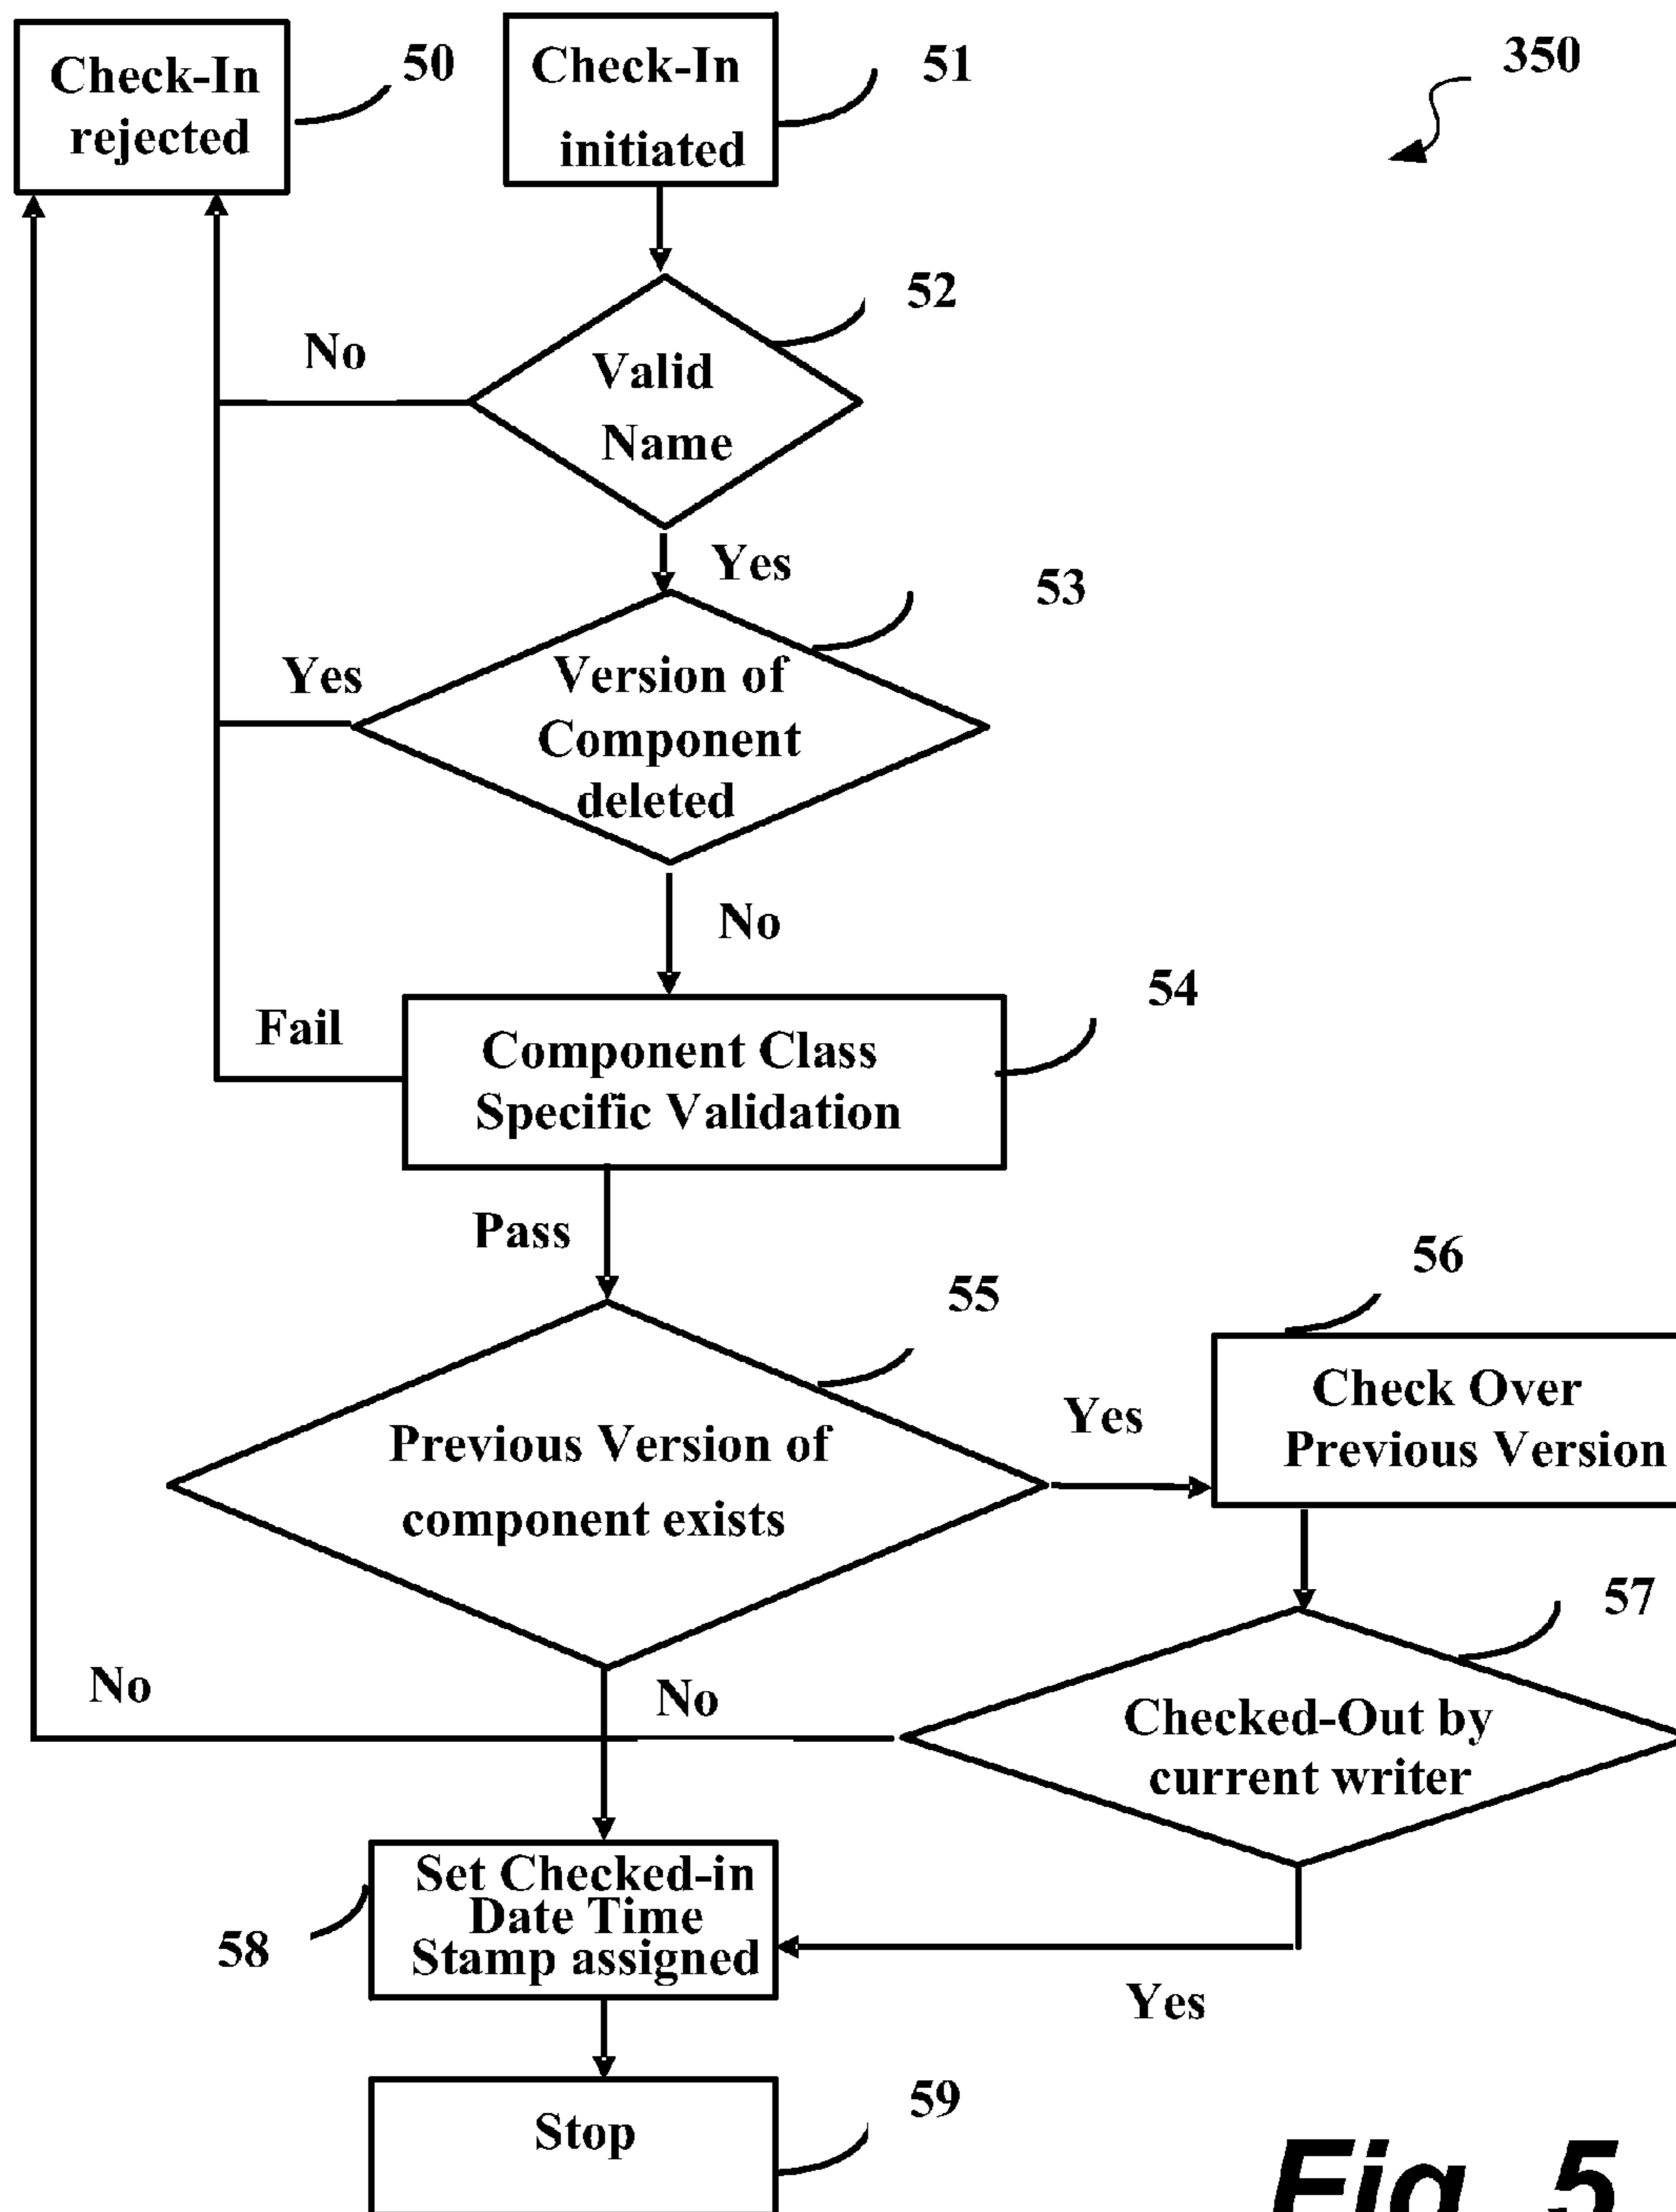 Check-In
rejected
50
Check-In
initiated
51
350
52
No
Valid
Name
Yes
53
Yes
Version of
Component
deleted
No
54
Fail
Component Class
Specific Validation
Pass
55
56
Previous Version of
component exists
Yes
Check Over
Previous Version
57
No
No
Checked-Out by
current writer
Set Checked-in
Date Time
Stamp assigned
58
Yes
59
Stop
Fig. 5